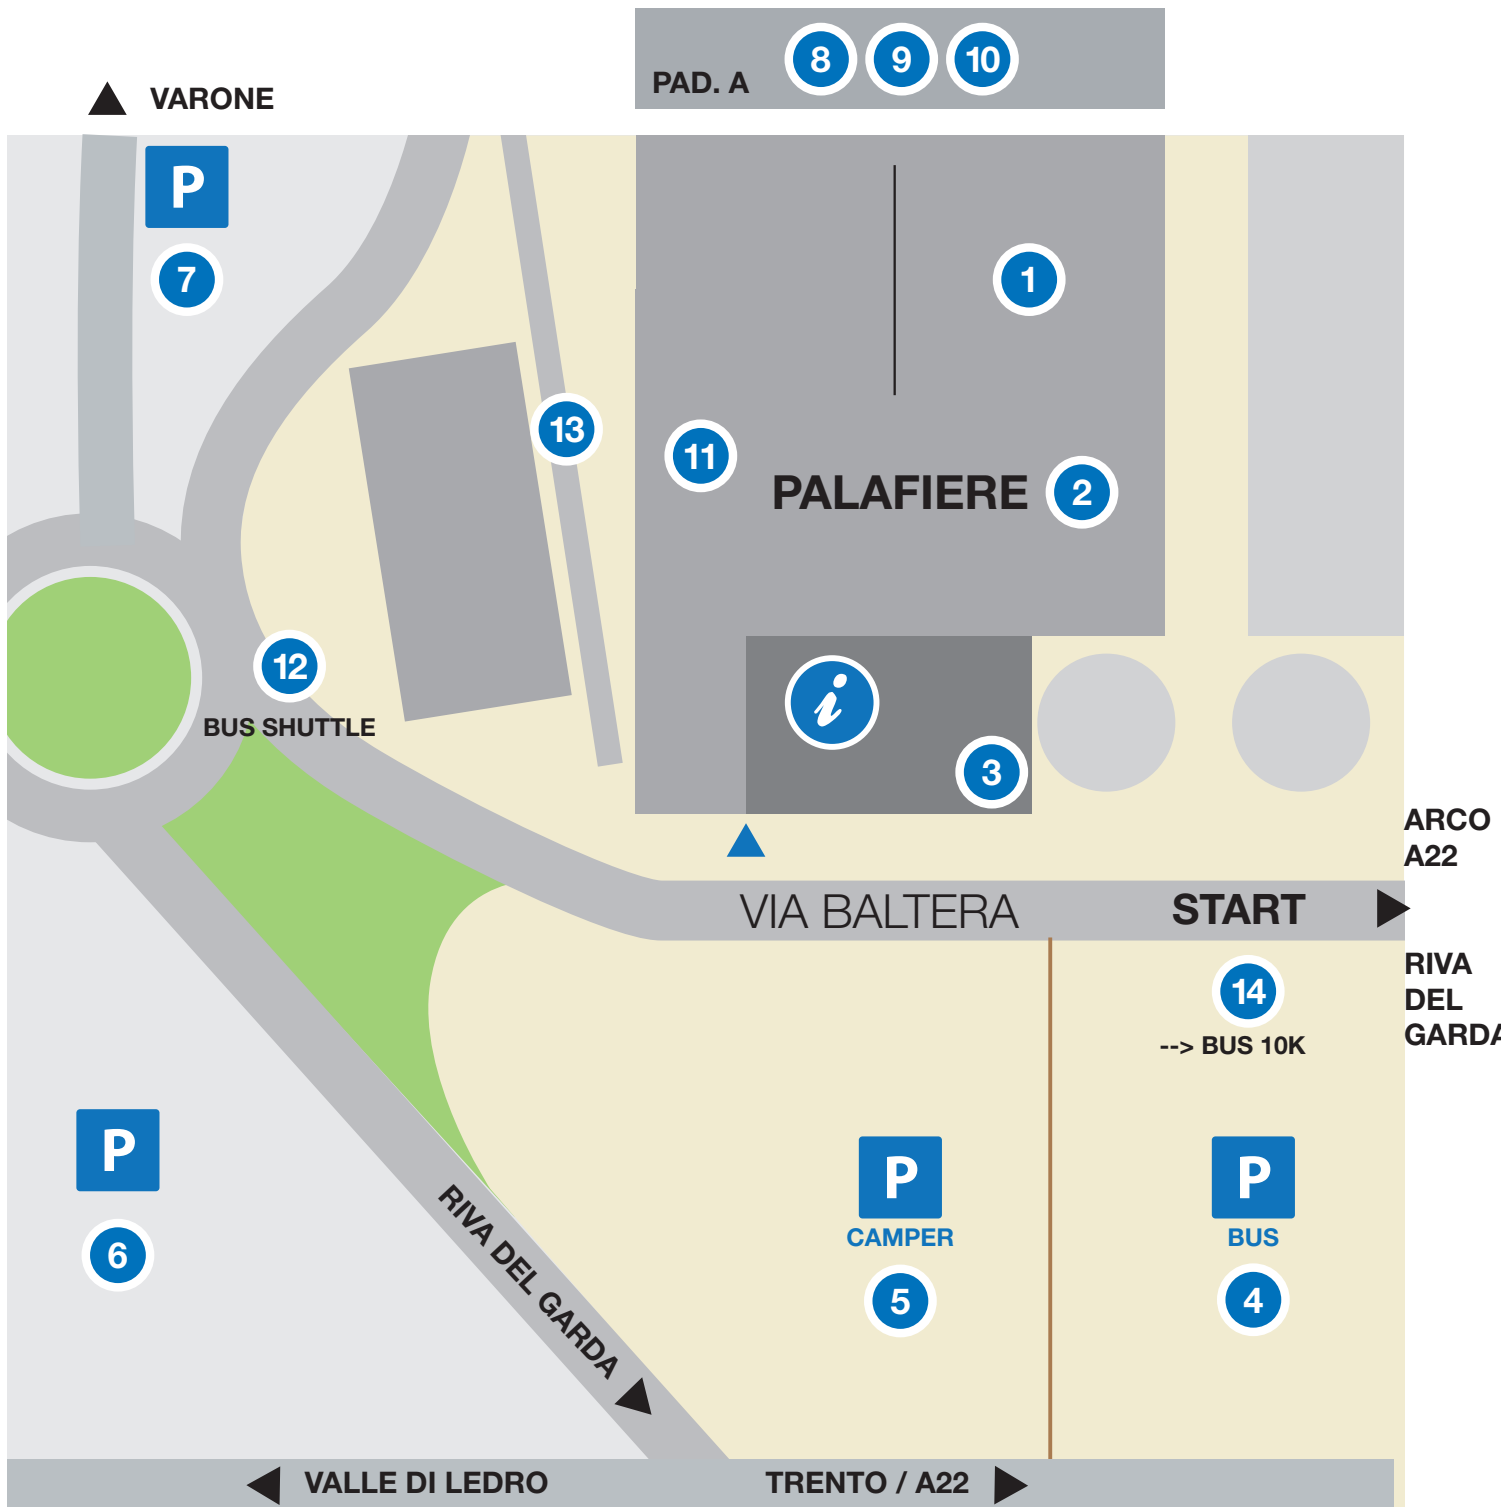 8 9 10
PAD. A
VARONE
P
7
1
13
11
PALAFIERE 2
12
BUS SHUTTLE
i
3
ARCO
A22
VIA BALTERA
START
RIVA
DEL
GARDA
14
--> BUS 10K
P
6
P
CAMPER
5
P
BUS
4
RIVA DEL GARDA
VALLE DI LEDRO
TRENTO / A22